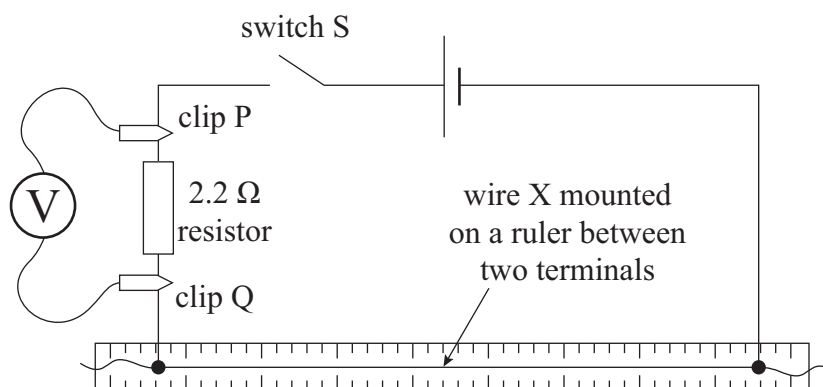 switch S
clip P
V
2.2 Ω
resistor
clip Q
wire X mounted
on a ruler between
two terminals